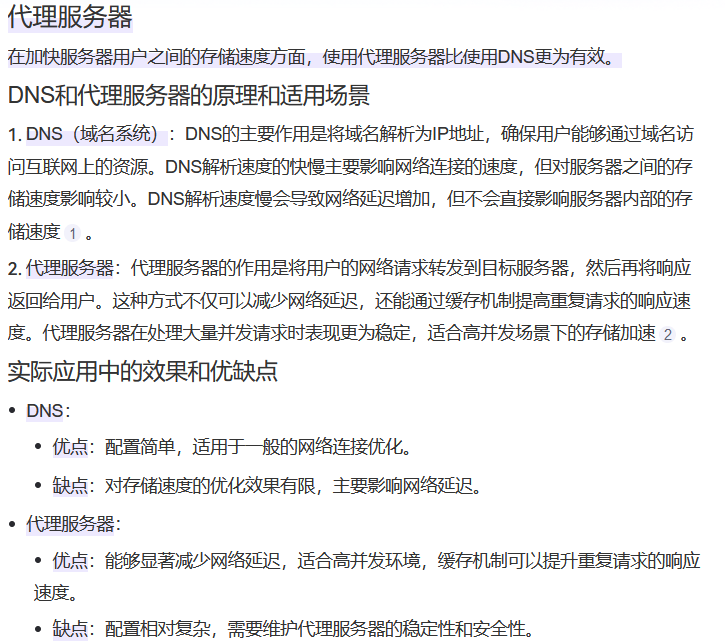 代理服务器
在加快服务器用户之间的存储速度方面，使用代理服务器比使用DNS更为有效。
DNS和代理服务器的原理和适用场景
1. DNS（域名系统）：DNS的主要作用是将域名解析为IP地址，确保用户能够通过域名访
问互联网上的资源。DNS解析速度的快慢主要影响网络连接的速度，但对服务器之间的存
储速度影响较小。DNS解析速度慢会导致网络延迟增加，但不会直接影响服务器内部的存
储速度 1 。
2. 代理服务器：代理服务器的作用是将用户的网络请求转发到目标服务器，然后再将响应
返回给用户。这种方式不仅可以减少网络延迟，还能通过缓存机制提高重复请求的响应速
度。代理服务器在处理大量并发请求时表现更为稳定，适合高并发场景下的存储加速 2 。
实际应用中的效果和优缺点
• DNS：
• 优点：配置简单，适用于一般的网络连接优化。
• 缺点：对存储速度的优化效果有限，主要影响网络延迟。
• 代理服务器：
• 优点：能够显著减少网络延迟，适合高并发环境，缓存机制可以提升重复请求的响应
速度。
• 缺点：配置相对复杂，需要维护代理服务器的稳定性和安全性。